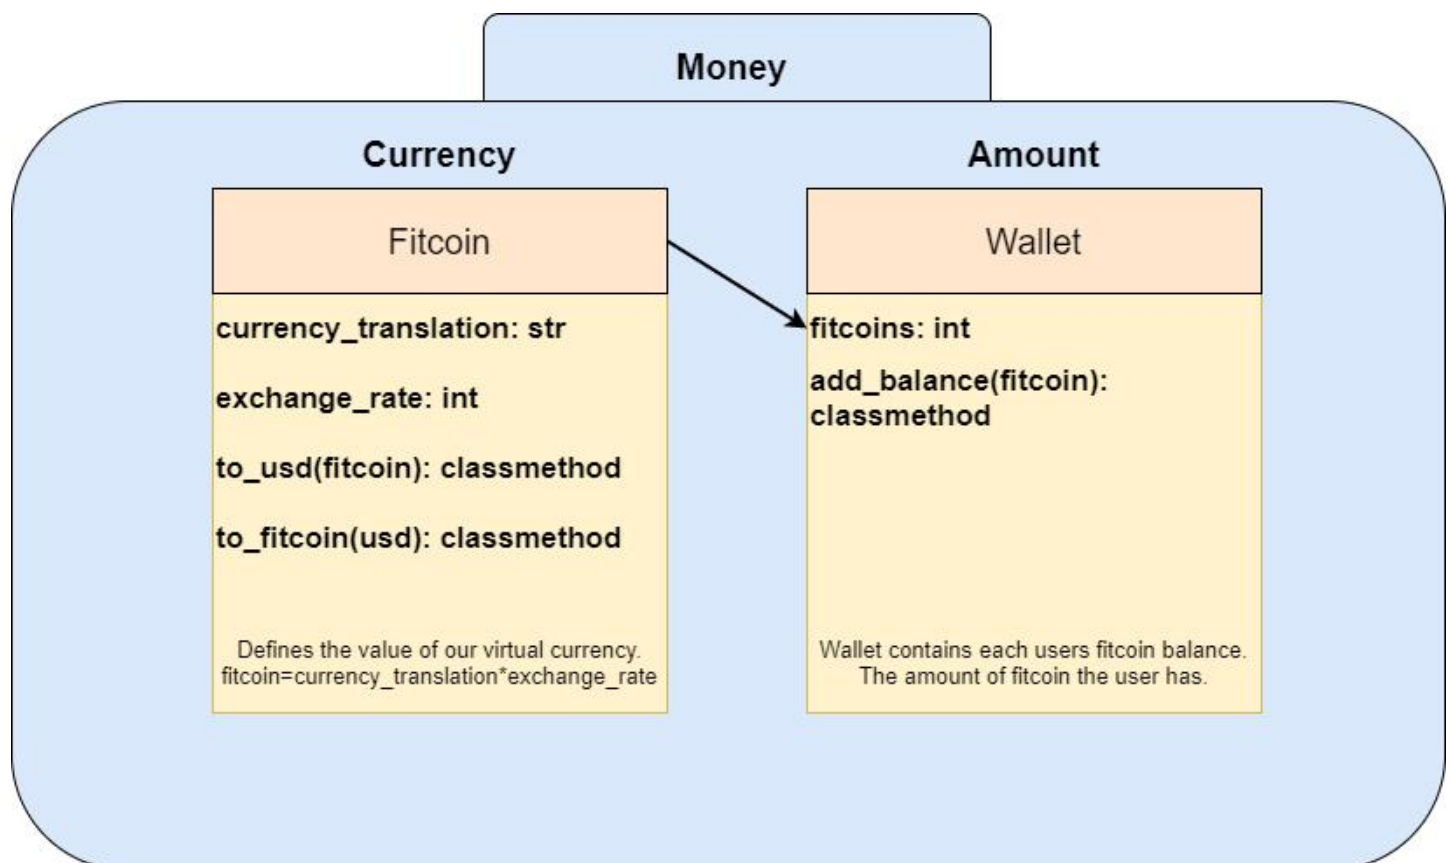 Money
Currency
Fitcoin
currency_translation: str
exchange_rate: int
to_usd(fitcoin): classmethod
to_fitcoin(usd): classmethod
Defines the value of our virtual currency.
fitcoin=currency_translation*exchange_rate
Amount
Wallet
fitcoins: int
add_balance(fitcoin):
classmethod
Wallet contains each users fitcoin balance.
The amount of fitcoin the user has.